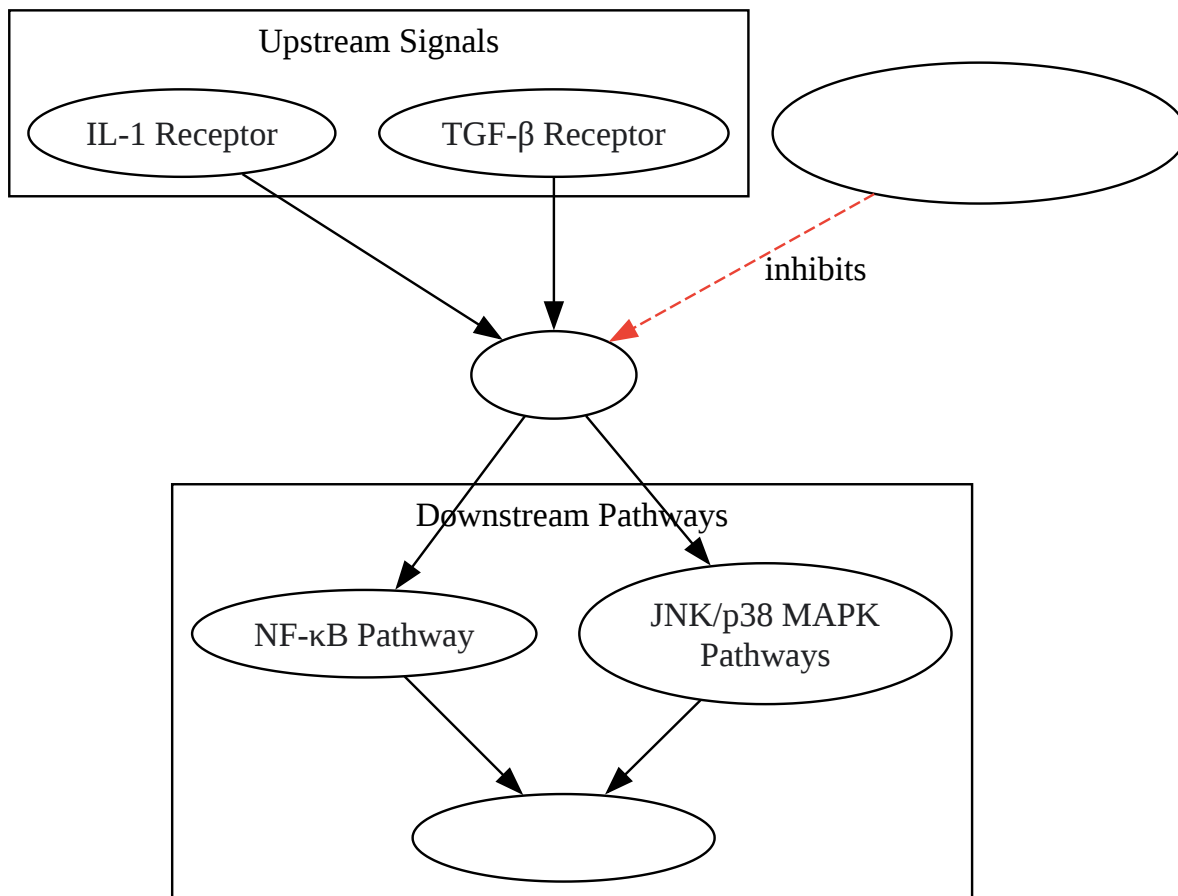 Upstream Signals
IL-1 Receptor
TGF-β Receptor
inhibits
Downstream Pathways
NF-κB Pathway
JNK/p38 MAPK
Pathways